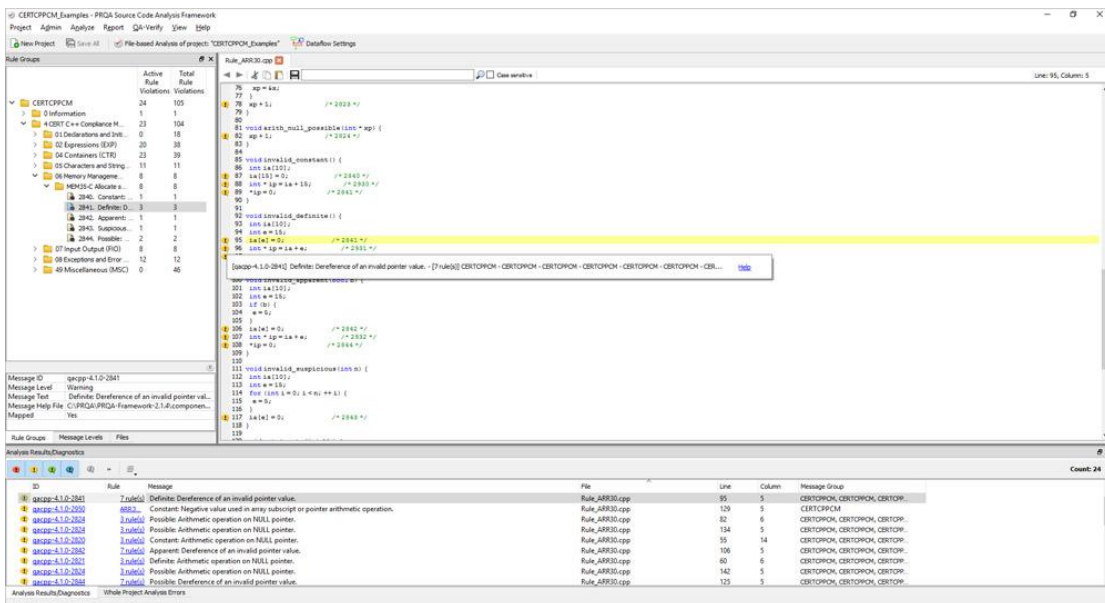 CERTCPPCM_Examples - PRQA Source Code Analysis Framework
Project Admin Analyze Report QA-Verify View Help
New Project Save All File-based Analysis of project: "CERTCPPCM_Examples" Dataflow Settings
Rule Groups
Active Rule Violations Total Rule Violations
CERTCPPCM 24 105
0 Information 1 1
4 CERT C++ Compliance M... 23 104
01 Declarations and Initi... 0 18
02 Expressions (EXP) 20 38
04 Containers (CTR) 23 39
05 Characters and String... 11 11
06 Memory Manageme... 8 8
MEM35-C Allocate s... 8 8
2840. Constant: ... 1 1
2841. Definite: D... 3 3
2842. Apparent: ... 1 1
2843. Suspicious... 1 1
2844. Possible: ... 2 2
07 Input Output (FIO) 8 8
08 Exceptions and Error ... 12 12
49 Miscellaneous (MSC) 0 46
Message ID qacpp-4.1.0-2841
Message Level Warning
Message Text Definite: Dereference of an invalid pointer val...
Message Help File C:\PRQA\PRQA-Framework-2.1.4\componen...
Mapped Yes
Rule Groups Message Levels Files
Rule_ARR30.cpp
Case sensitive
Line: 95, Column: 5
76 xp = &x;
77 }
78 xp + 1; /* 2823 */
79 }
80
81 void arith_null_possible(int * xp) {
82 xp + 1; /* 2824 */
83 }
84
85 void invalid_constant() {
86 int ia[10];
87 ia[15] = 0; /* 2840 */
88 int * ip = ia + 15; /* 2930 */
89 *ip = 0; /* 2841 */
90 }
91
92 void invalid_definite() {
93 int ia[10];
94 int e = 15;
95 ia[e] = 0; /* 2841 */
96 int * ip = ia + e; /* 2931 */
[qacpp-4.1.0-2841] Definite: Dereference of an invalid pointer value. - [7 rule(s)] CERTCPPCM - CERTCPPCM - CERTCPPCM - CERTCPPCM - CERTCPPCM - CERTCPPCM - CER... Help
101 int ia[10];
102 int e = 15;
103 if (b) {
104 e = 5;
105 }
106 ia[e] = 0; /* 2842 */
107 int * ip = ia + e; /* 2932 */
108 *ip = 0; /* 2844 */
109 }
110
111 void invalid_suspicious(int n) {
112 int ia[10];
113 int e = 15;
114 for (int i = 0; i < n; ++ i) {
115 e = 5;
116 }
117 ia[e] = 0; /* 2843 */
118 }
119
Analysis Results/Diagnostics
Count: 24
ID Rule Message File Line Column Message Group
qacpp-4.1.0-2841 7 rule(s) Definite: Dereference of an invalid pointer value. Rule_ARR30.cpp 95 5 CERTCPPCM, CERTCPPCM, CERTCPP...
qacpp-4.1.0-2950 ARR3... Constant: Negative value used in array subscript or pointer arithmetic operation. Rule_ARR30.cpp 129 5 CERTCPPCM
qacpp-4.1.0-2824 3 rule(s) Possible: Arithmetic operation on NULL pointer. Rule_ARR30.cpp 82 6 CERTCPPCM, CERTCPPCM, CERTCPP...
qacpp-4.1.0-2824 3 rule(s) Possible: Arithmetic operation on NULL pointer. Rule_ARR30.cpp 134 5 CERTCPPCM, CERTCPPCM, CERTCPP...
qacpp-4.1.0-2820 3 rule(s) Constant: Arithmetic operation on NULL pointer. Rule_ARR30.cpp 55 14 CERTCPPCM, CERTCPPCM, CERTCPP...
qacpp-4.1.0-2842 7 rule(s) Apparent: Dereference of an invalid pointer value. Rule_ARR30.cpp 106 5 CERTCPPCM, CERTCPPCM, CERTCPP...
qacpp-4.1.0-2821 3 rule(s) Definite: Arithmetic operation on NULL pointer. Rule_ARR30.cpp 60 6 CERTCPPCM, CERTCPPCM, CERTCPP...
qacpp-4.1.0-2824 3 rule(s) Possible: Arithmetic operation on NULL pointer. Rule_ARR30.cpp 142 5 CERTCPPCM, CERTCPPCM, CERTCPP...
qacpp-4.1.0-2844 7 rule(s) Possible: Dereference of an invalid pointer value. Rule_ARR30.cpp 125 5 CERTCPPCM, CERTCPPCM, CERTCPP...
Analysis Results/Diagnostics Whole Project Analysis Errors